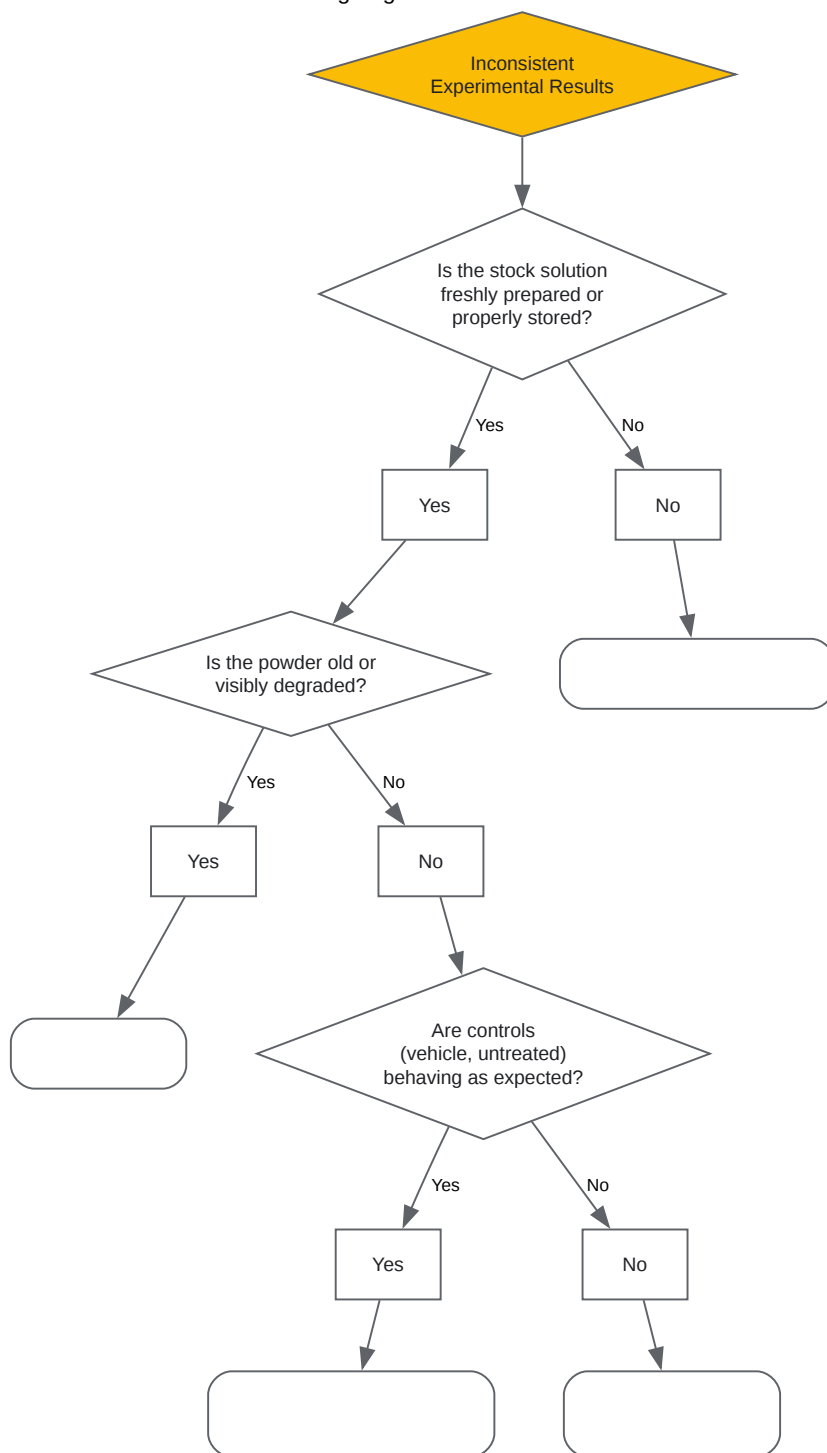 Inconsistent
Experimental Results
Is the stock solution
freshly prepared or
properly stored?
Yes
No
Yes
No
Is the powder old or
visibly degraded?
Yes
No
Yes
No
Are controls
(vehicle, untreated)
behaving as expected?
Yes
No
Yes
No